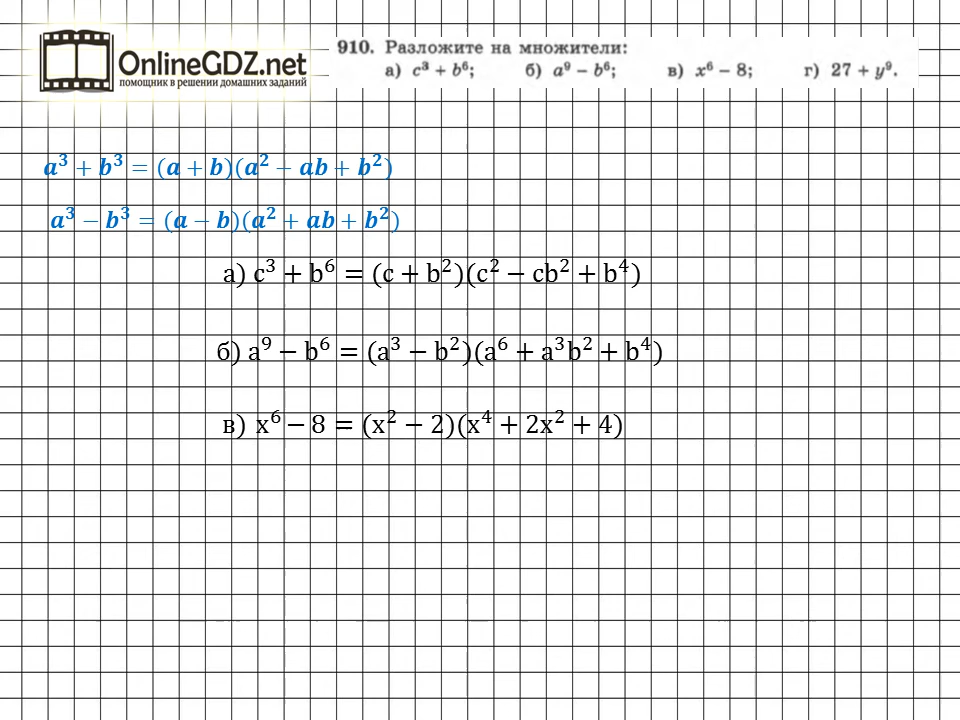 OnlineGDZ.net
помощник в решении домашних заданий
910. Разложите на множители:
а) c³ + b⁶; б) a⁹ − b⁶; в) x⁶ − 8; г) 27 + y⁹.
a³ + b³ = (a + b)(a² − ab + b²)
a³ − b³ = (a − b)(a² + ab + b²)
а) c³ + b⁶ = (c + b²)(c² − cb² + b⁴)
б) a⁹ − b⁶ = (a³ − b²)(a⁶ + a³b² + b⁴)
в) x⁶ − 8 = (x² − 2)(x⁴ + 2x² + 4)